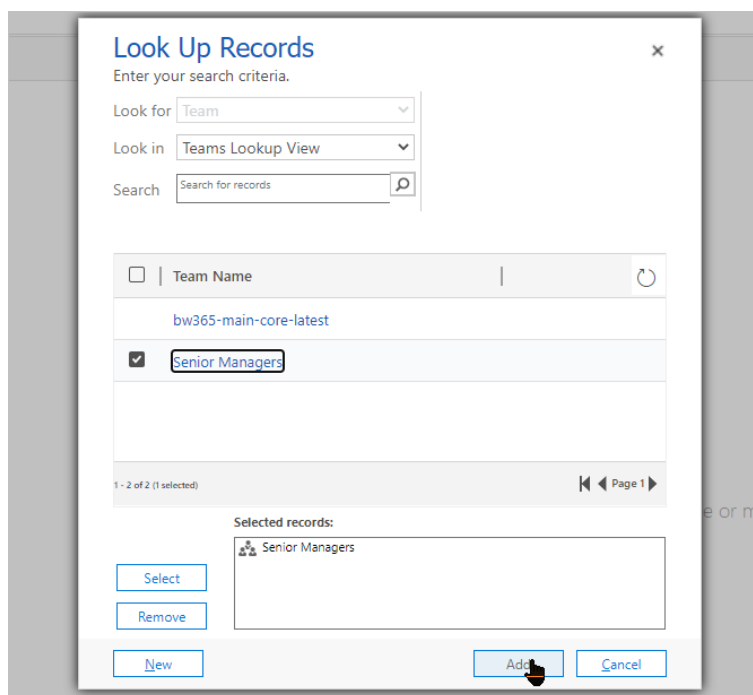 Look Up Records
Enter your search criteria.
Look for Team
Look in Teams Lookup View
Search Search for records
Team Name
bw365-main-core-latest
Senior Managers
1 - 2 of 2 (1 selected)
Page 1
e or m
Selected records:
Senior Managers
Select
Remove
New Add Cancel